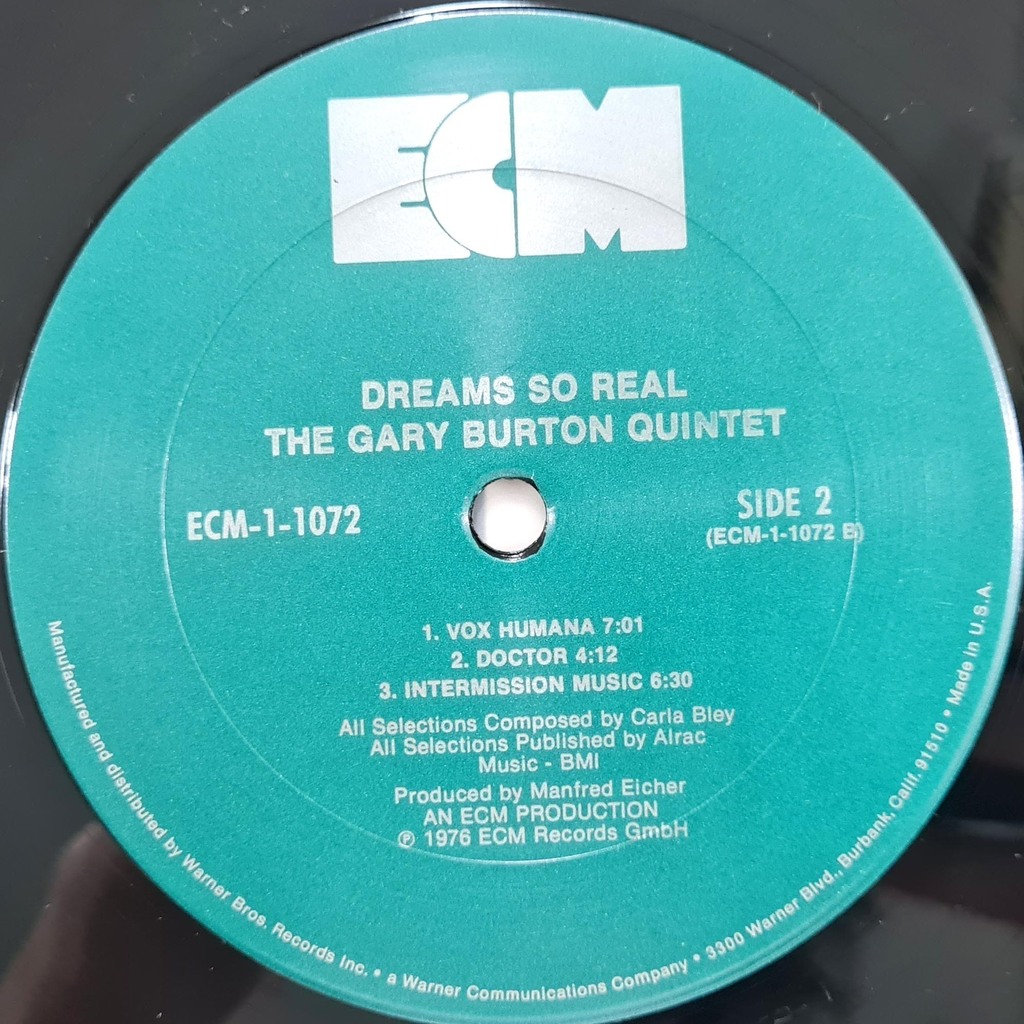 ECM
DREAMS SO REAL
THE GARY BURTON QUINTET
ECM-1-1072
SIDE 2
(ECM-1-1072 B)
1. VOX HUMANA 7:01
2. DOCTOR 4:12
3. INTERMISSION MUSIC 6:30
All Selections Composed by Carla Bley
All Selections Published by Alrac
Music - BMI
Produced by Manfred Eicher
AN ECM PRODUCTION
℗ 1976 ECM Records GmbH
Manufactured and distributed by Warner Bros. Records Inc. • a Warner Communications Company • 3300 Warner Blvd., Burbank, Calif. 91510 • Made in U.S.A.